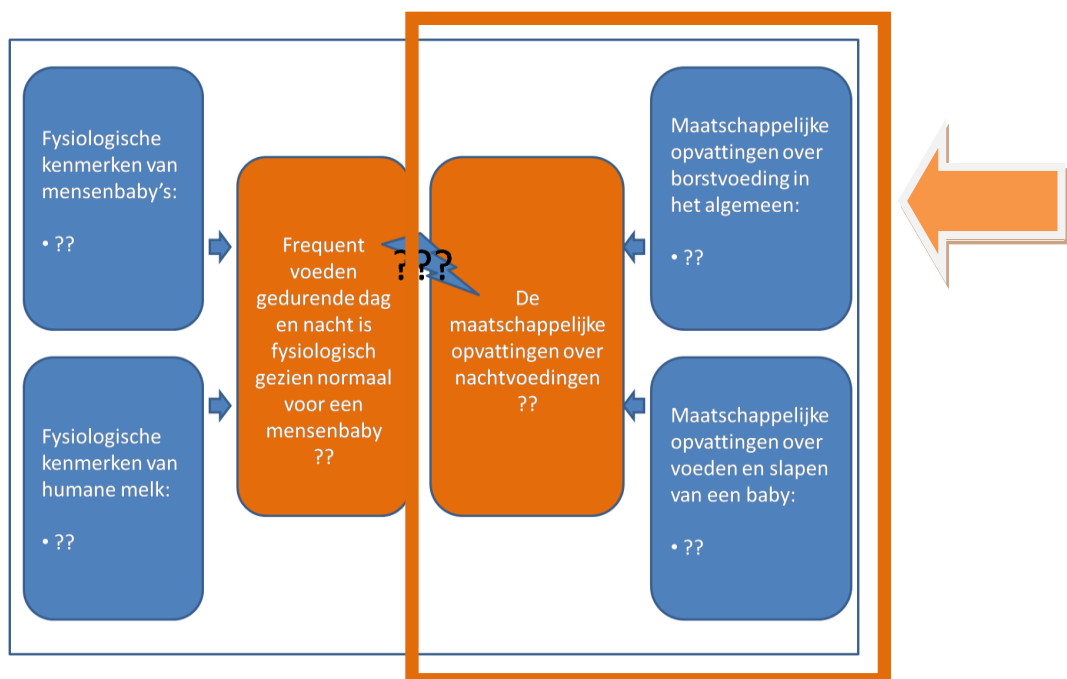 Fysiologische
kenmerken van
mensenbaby's:
• ??
Fysiologische
kenmerken van
humane melk:
• ??
Frequent
voeden
gedurende dag
en nacht is
fysiologisch
gezien normaal
voor een
mensenbaby
??
???
De
maatschappelijke
opvattingen over
nachtvoedingen
??
Maatschappelijke
opvattingen over
borstvoeding in
het algemeen:
• ??
Maatschappelijke
opvattingen over
voeden en slapen
van een baby:
• ??